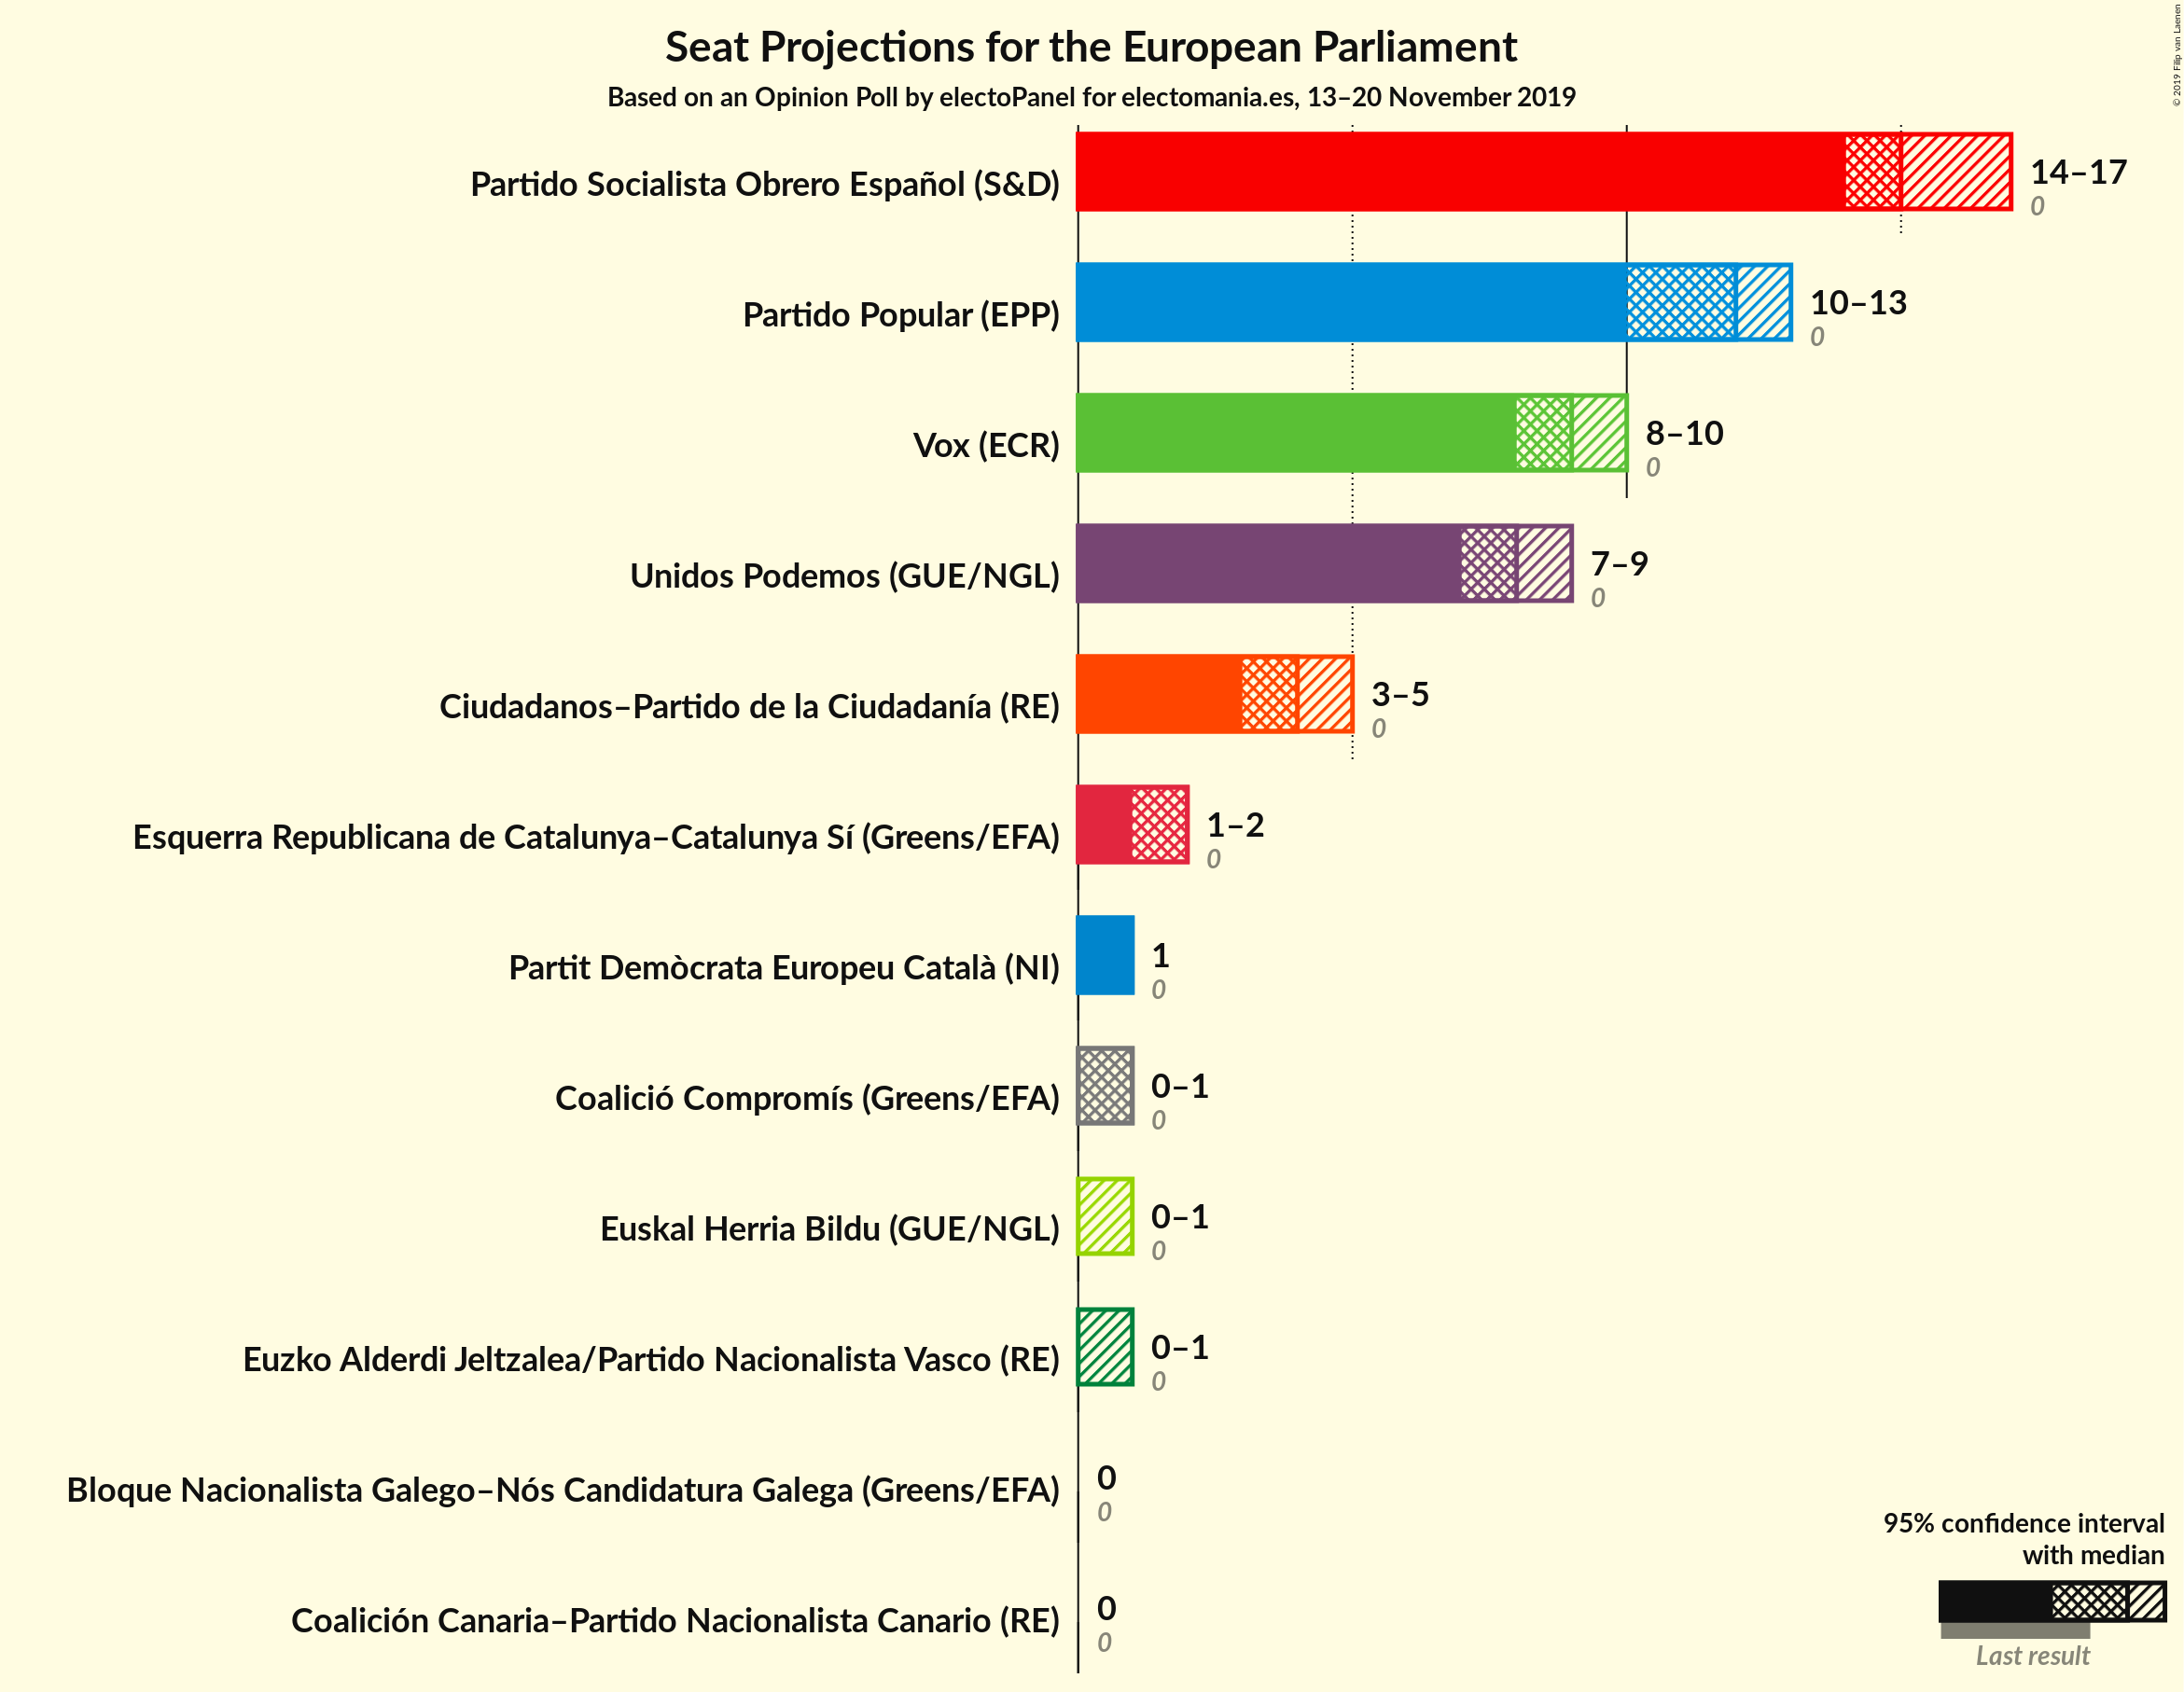 Seat Projections for the European Parliament
Based on an Opinion Poll by electoPanel for electomania.es, 13–20 November 2019
© 2019 Filip van Laenen
Partido Socialista Obrero Español (S&D)
14–17
0
Partido Popular (EPP)
10–13
0
Vox (ECR)
8–10
0
Unidos Podemos (GUE/NGL)
7–9
0
Ciudadanos–Partido de la Ciudadanía (RE)
3–5
0
Esquerra Republicana de Catalunya–Catalunya Sí (Greens/EFA)
1–2
0
Partit Demòcrata Europeu Català (NI)
1
0
Coalició Compromís (Greens/EFA)
0–1
0
Euskal Herria Bildu (GUE/NGL)
0–1
0
Euzko Alderdi Jeltzalea/Partido Nacionalista Vasco (RE)
0–1
0
Bloque Nacionalista Galego–Nós Candidatura Galega (Greens/EFA)
0
0
Coalición Canaria–Partido Nacionalista Canario (RE)
0
0
95% confidence interval
with median
Last result